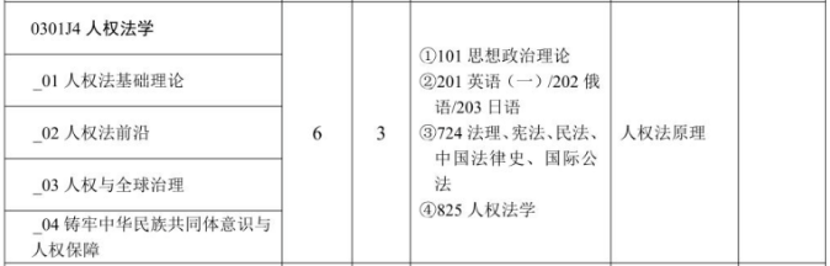 0301J4 人权法学
_01 人权法基础理论
_02 人权法前沿
_03 人权与全球治理
_04 铸牢中华民族共同体意识与
人权保障
6
3
①101 思想政治理论
②201 英语（一）/202 俄
语/203 日语
③724 法理、宪法、民法、
中国法律史、国际公
法
④825 人权法学
人权法原理